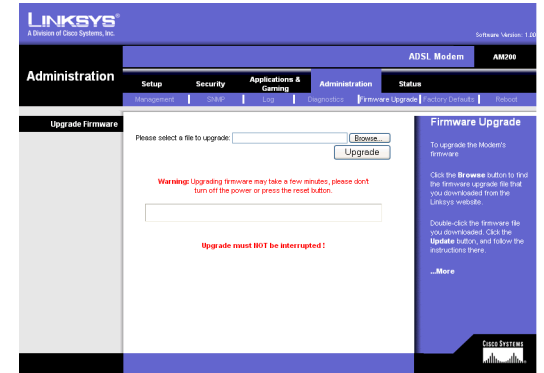 LINKSYS®
A Division of Cisco Systems, Inc.
Software Version: 1.00
ADSL Modem
AM200
Administration
Setup
Security
Applications &
Gaming
Administration
Status
Management
SNMP
Log
Diagnostics
Firmware Upgrade
Factory Defaults
Reboot
Upgrade Firmware
Please select a file to upgrade:
Browse...
Upgrade
Warning: Upgrading firmware may take a few minutes, please don't
turn off the power or press the reset button.
Upgrade must NOT be interrupted !
Firmware Upgrade
To upgrade the Modem's
firmware
Click the Browse button to find
the firmware upgrade file that
you downloaded from the
Linksys website.
Double-click the firmware file
you downloaded. Click the
Update button, and follow the
instructions there.
...More
CISCO SYSTEMS